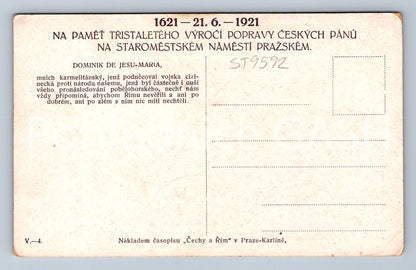 1621—21. 6.—1921
NA PAMĚŤ TŘISTALETÉHO VÝROČÍ POPRAVY ČESKÝCH PÁNŮ
NA STAROMĚSTSKÉM NÁMĚSTÍ PRAŽSKÉM.
DOMINIK DE JESU-MARIA,
mnich karmelitánský, jenž podněcoval vojska cizi-
necká proti národu našemu, jenž byl částečně i duší
všeho pronásledování pobělohorského, nechť nám
vždy připomíná, abychom Římu nevěřili a ani po
dobrém, ani po zlém s ním nic míti nechtěli.
ST9592
V.—4.
Nákladem časopisu „Čechy a Řím“ v Praze-Karlíně,